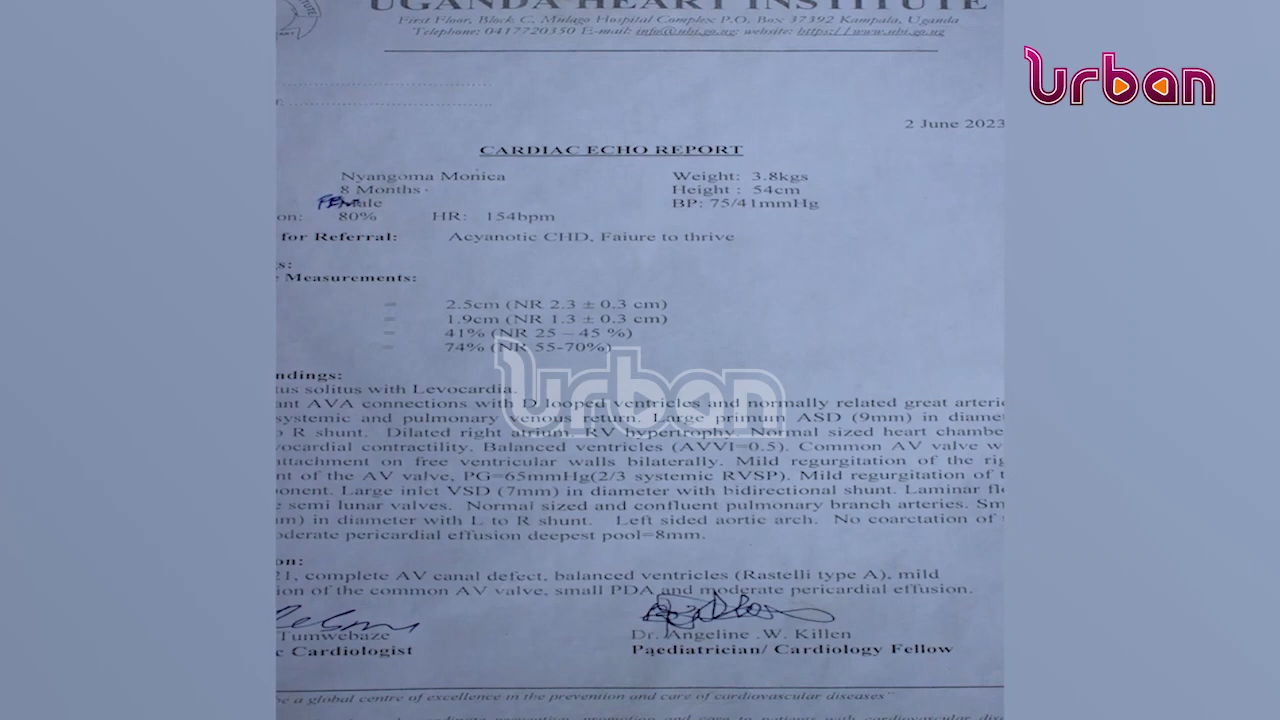 UGANDA HEART INSTITUTE
First Floor, Block C, Mulago Hospital Complex P.O. Box 37392 Kampala, Uganda
Telephone: 0417720350 E-mail: info@uhi.go.ug; website: https://www.uhi.go.ug
urban
2 June 2023
CARDIAC ECHO REPORT
Nyangoma Monica Weight: 3.8kgs
8 Months Height : 54cm
Female BP: 75/41mmHg
on: 80% HR: 154bpm
for Referral: Acyanotic CHD, Faiure to thrive
s:
Measurements:
= 2.5cm (NR 2.3 ± 0.3 cm)
= 1.9cm (NR 1.3 ± 0.3 cm)
= 41% (NR 25 – 45 %)
= 74% (NR 55-70%)
urban
ndings:
tus solitus with Levocardia.
ant AVA connections with D looped ventricles and normally related great arterie
systemic and pulmonary venous return. Large primum ASD (9mm) in diamet
o R shunt. Dilated right atrium. RV hypertrophy. Normal sized heart chambe
yocardial contractility. Balanced ventricles (AVVI=0.5). Common AV valve w
attachment on free ventricular walls bilaterally. Mild regurgitation of the rig
nt of the AV valve, PG=65mmHg(2/3 systemic RVSP). Mild regurgitation of t
onent. Large inlet VSD (7mm) in diameter with bidirectional shunt. Laminar flo
semi lunar valves. Normal sized and confluent pulmonary branch arteries. Sm
m) in diameter with L to R shunt. Left sided aortic arch. No coarctation of
oderate pericardial effusion deepest pool=8mm.
on:
21, complete AV canal defect, balanced ventricles (Rastelli type A), mild
ion of the common AV valve, small PDA and moderate pericardial effusion.
Tumwebaze Dr. Angeline .W. Killen
c Cardiologist Paediatrician/ Cardiology Fellow
be a global centre of excellence in the prevention and care of cardiovascular diseases"